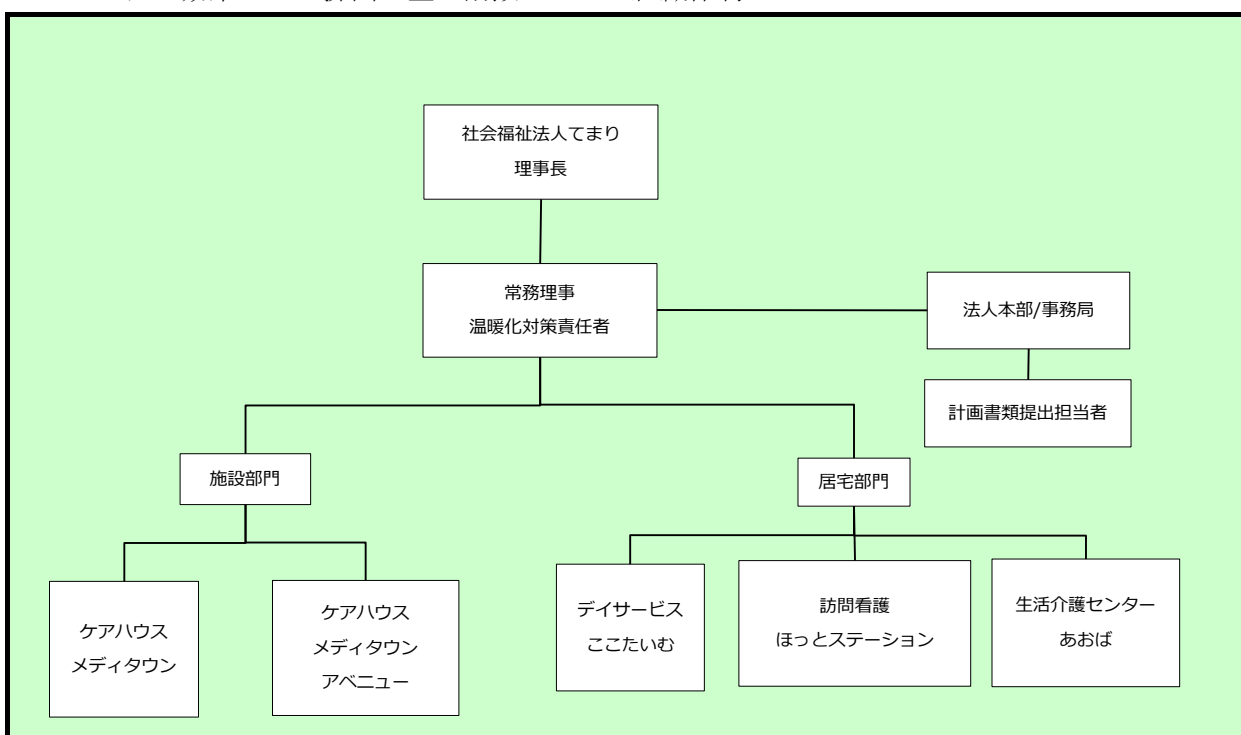 社会福祉法人てまり
理事長
常務理事
温暖化対策責任者
法人本部/事務局
計画書類提出担当者
施設部門
居宅部門
ケアハウス
メディタウン
ケアハウス
メディタウン
アベニュー
デイサービス
ここたいむ
訪問看護
ほっとステーション
生活介護センター
あおば